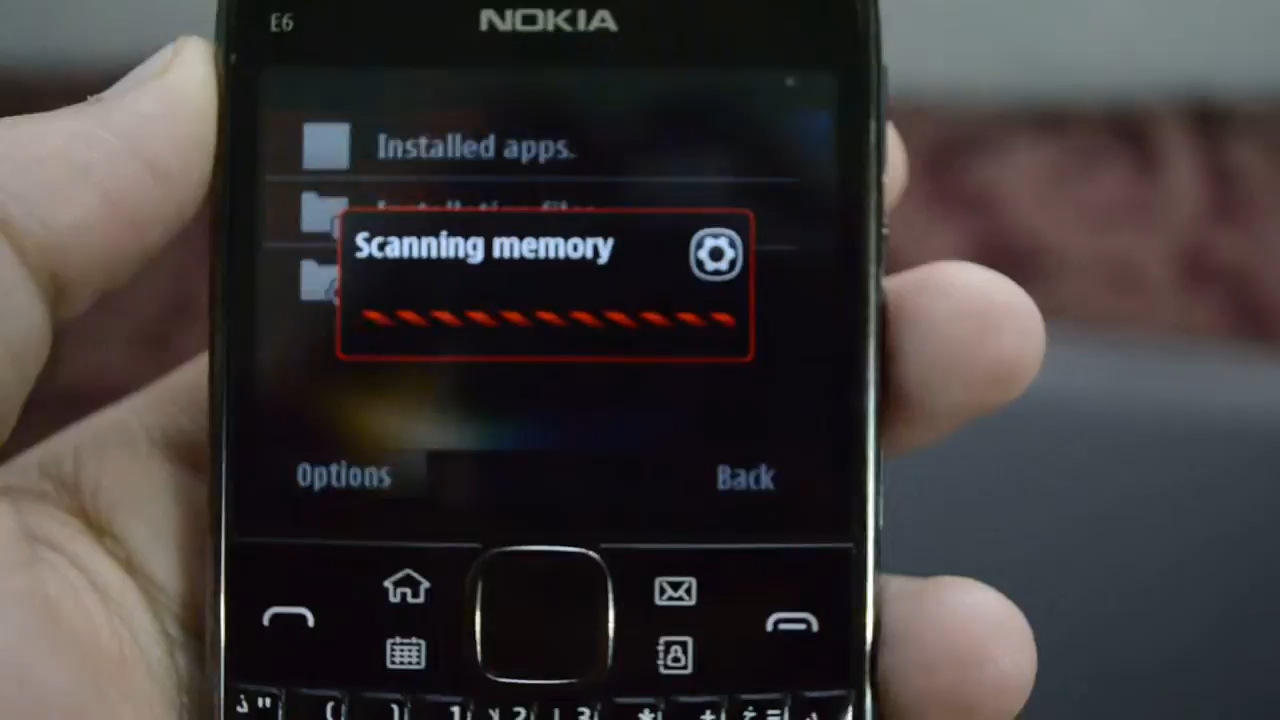 E6
NOKIA
Installed apps.
Scanning memory
Options
Back